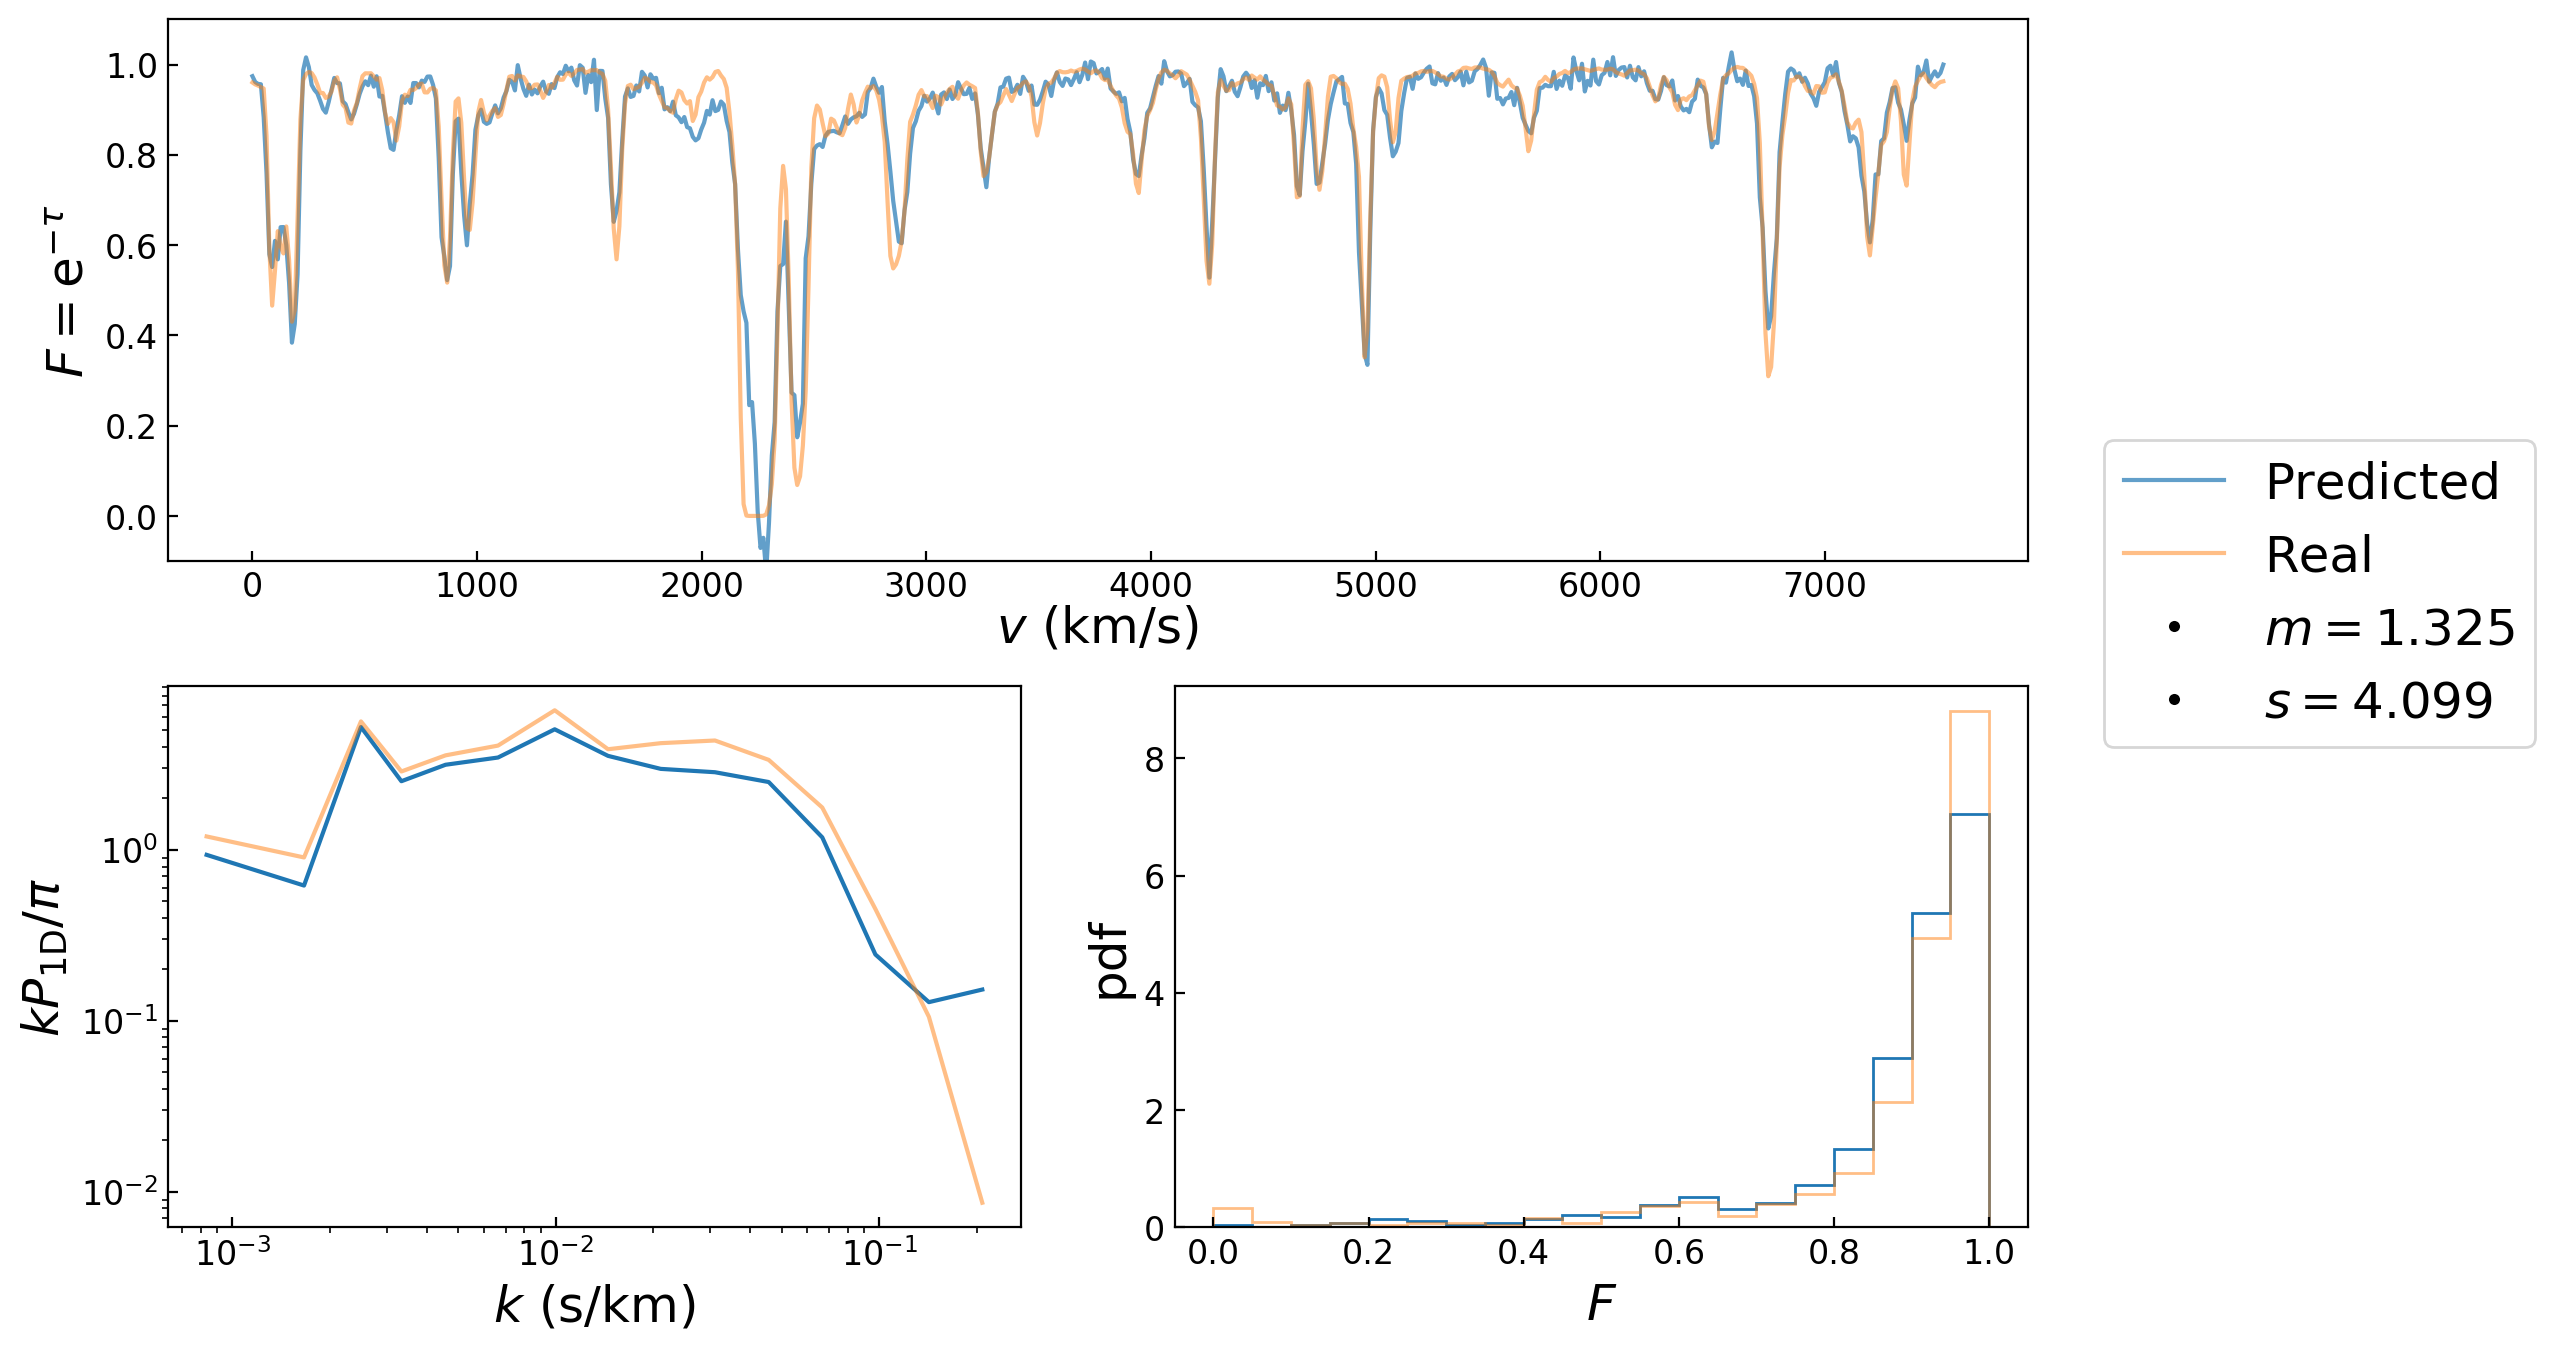 1.0
0.8
0.6
0.4
0.2
0.0
F = e^{−τ}
0 1000 2000 3000 4000 5000 6000 7000
v (km/s)
Predicted
Real
m = 1.325
s = 4.099
10^0
10^{−1}
10^{−2}
kP_{1D}/π
10^{−3} 10^{−2} 10^{−1}
k (s/km)
8
6
4
2
0
pdf
0.0 0.2 0.4 0.6 0.8 1.0
F